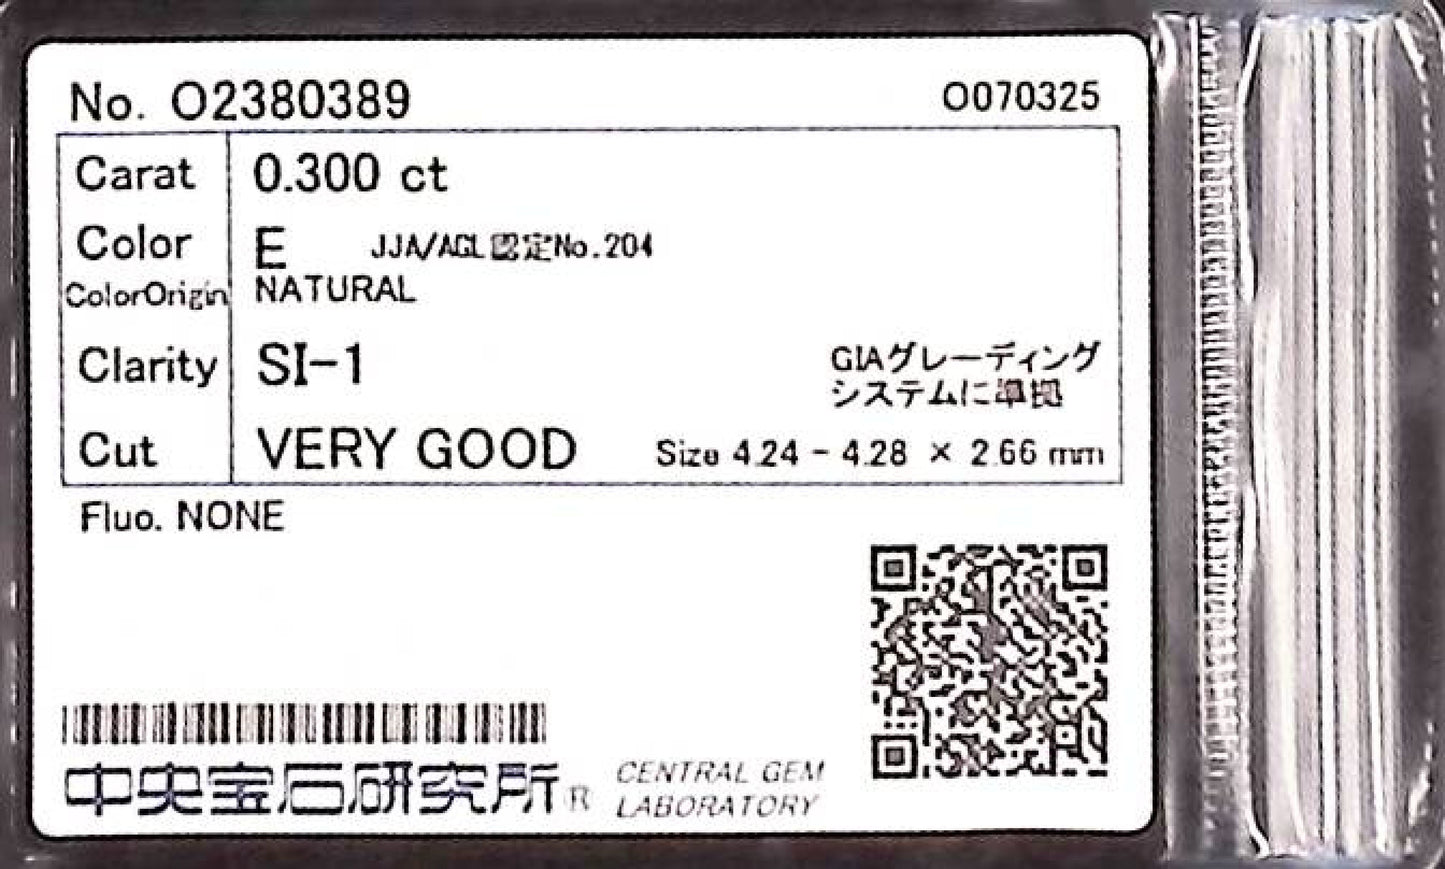 No. O2380389 O070325
Carat 0.300 ct
Color E JJA/AGL認定No.204
ColorOrigin NATURAL
Clarity SI-1 GIAグレーディング
システムに準拠
Cut VERY GOOD Size 4.24 - 4.28 × 2.66 mm
Fluo. NONE
中央宝石研究所® CENTRAL GEM
LABORATORY